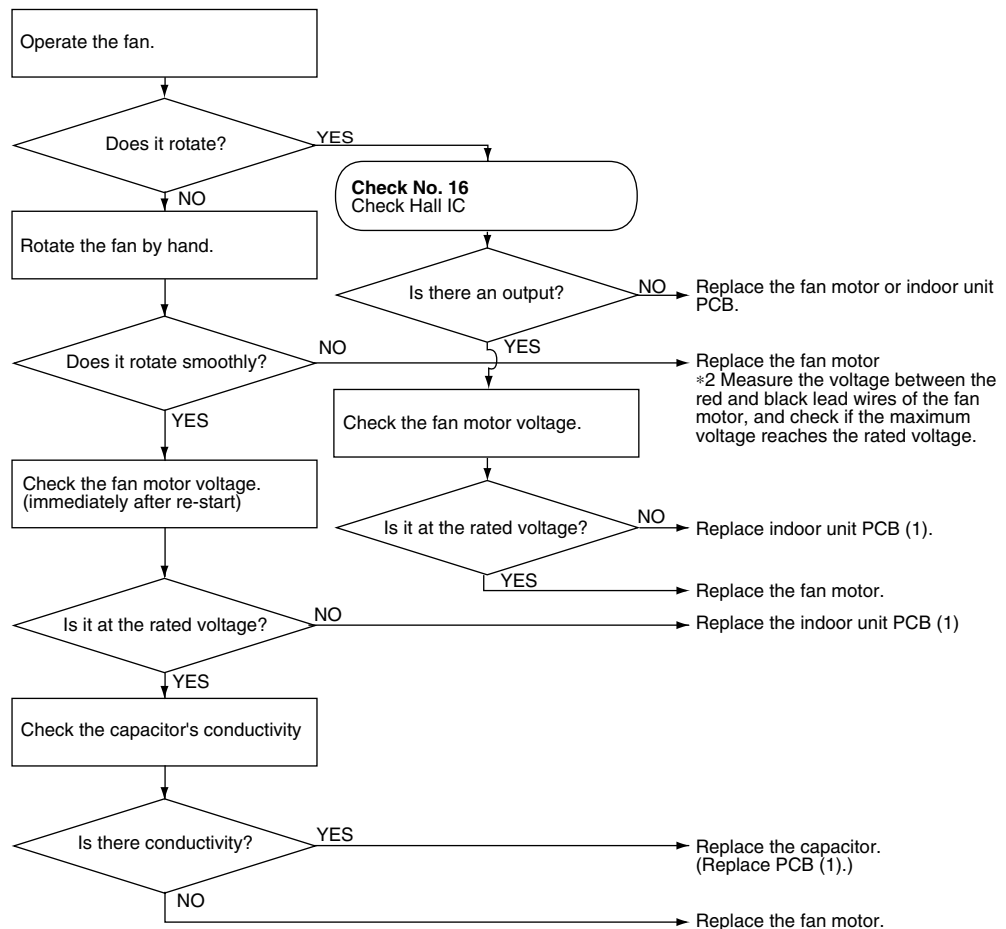 Operate the fan.
Does it rotate?
YES
Check No. 16
Check Hall IC
NO
Rotate the fan by hand.
Is there an output?
NO
Replace the fan motor or indoor unit
PCB.
YES
Does it rotate smoothly?
NO
Replace the fan motor
*2 Measure the voltage between the
red and black lead wires of the fan
motor, and check if the maximum
voltage reaches the rated voltage.
YES
Check the fan motor voltage.
Check the fan motor voltage.
(immediately after re-start)
Is it at the rated voltage?
NO
Replace indoor unit PCB (1).
YES
Replace the fan motor.
Is it at the rated voltage?
NO
Replace the indoor unit PCB (1)
YES
Check the capacitor's conductivity
Is there conductivity?
YES
Replace the capacitor.
(Replace PCB (1).)
NO
Replace the fan motor.